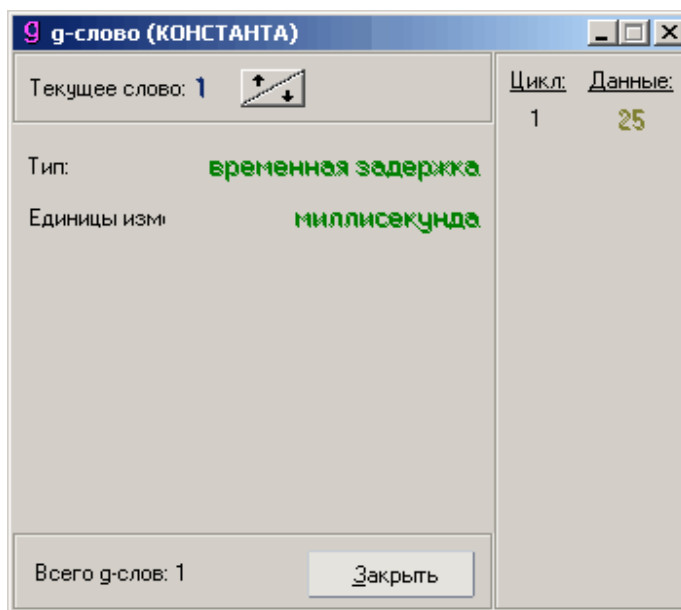 g g-слово (КОНСТАНТА)
Текущее слово: 1
Тип: временная задержка
Единицы изм миллисекунда
Всего g-слов: 1
Закрыть
Цикл: Данные:
1 25